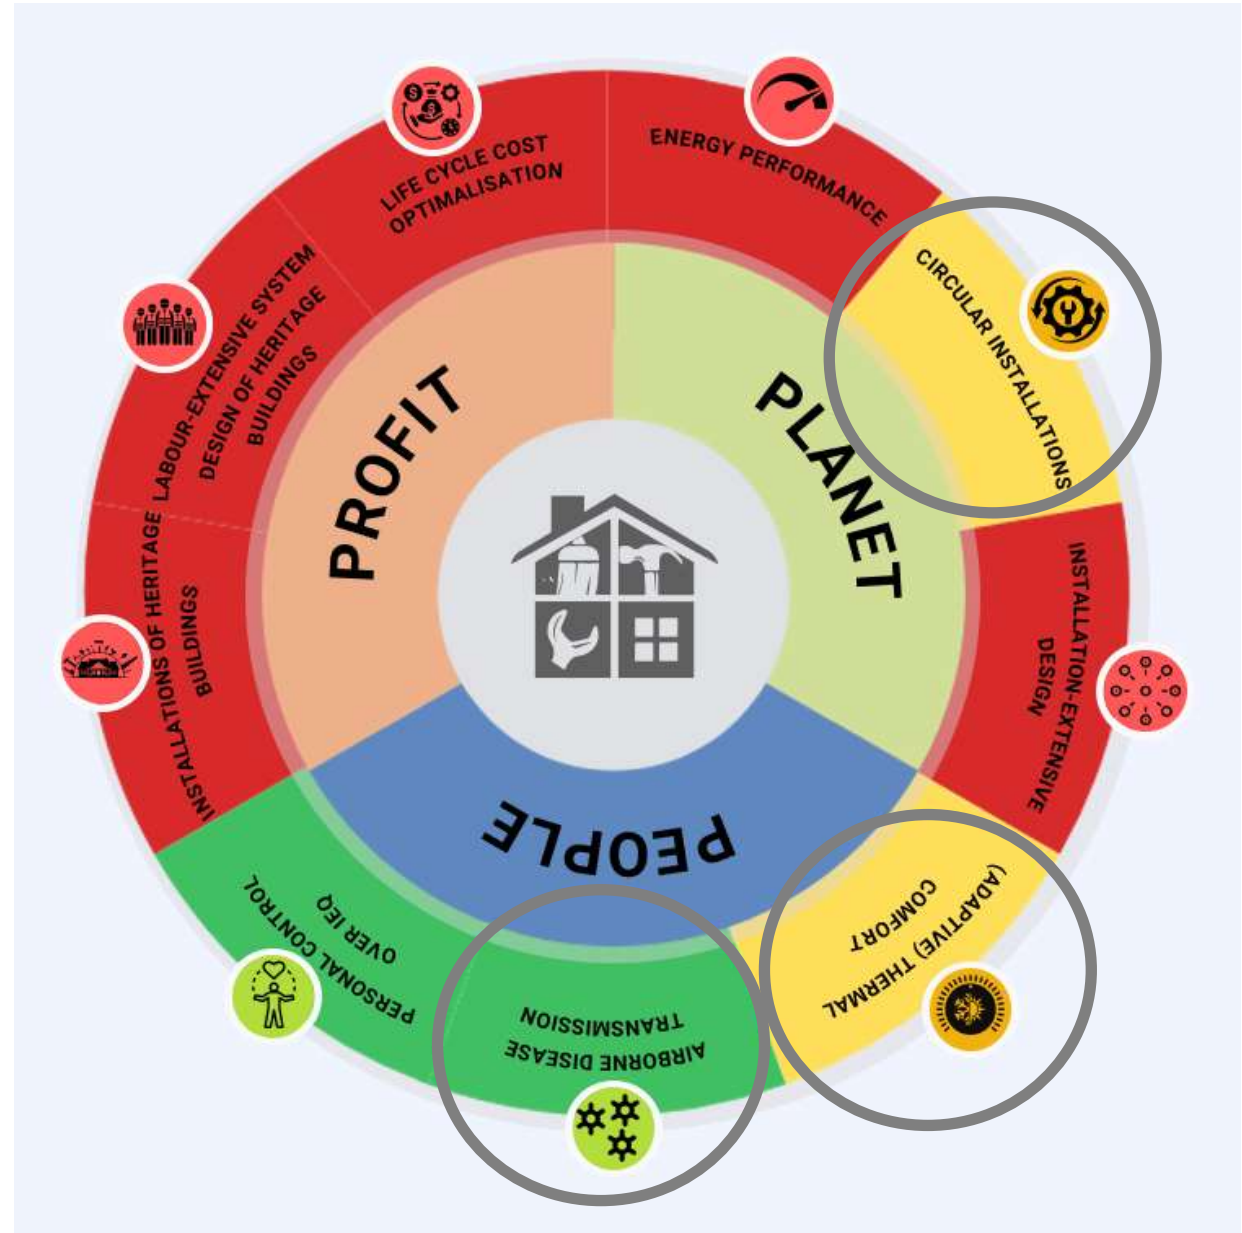 ENERGY PERFORMANCE
CIRCULAR INSTALLATIONS
INSTALLATION-EXTENSIVE
DESIGN
(ADAPTIVE) THERMAL
COMFORT
AIRBORNE DISEASE
TRANSMISSION
PERSONAL CONTROL
OVER IEQ
INSTALLATIONS OF HERITAGE
BUILDINGS
LABOUR-EXTENSIVE SYSTEM
DESIGN OF HERITAGE
BUILDINGS
LIFE CYCLE COST
OPTIMALISATION
PROFIT
PLANET
PEOPLE